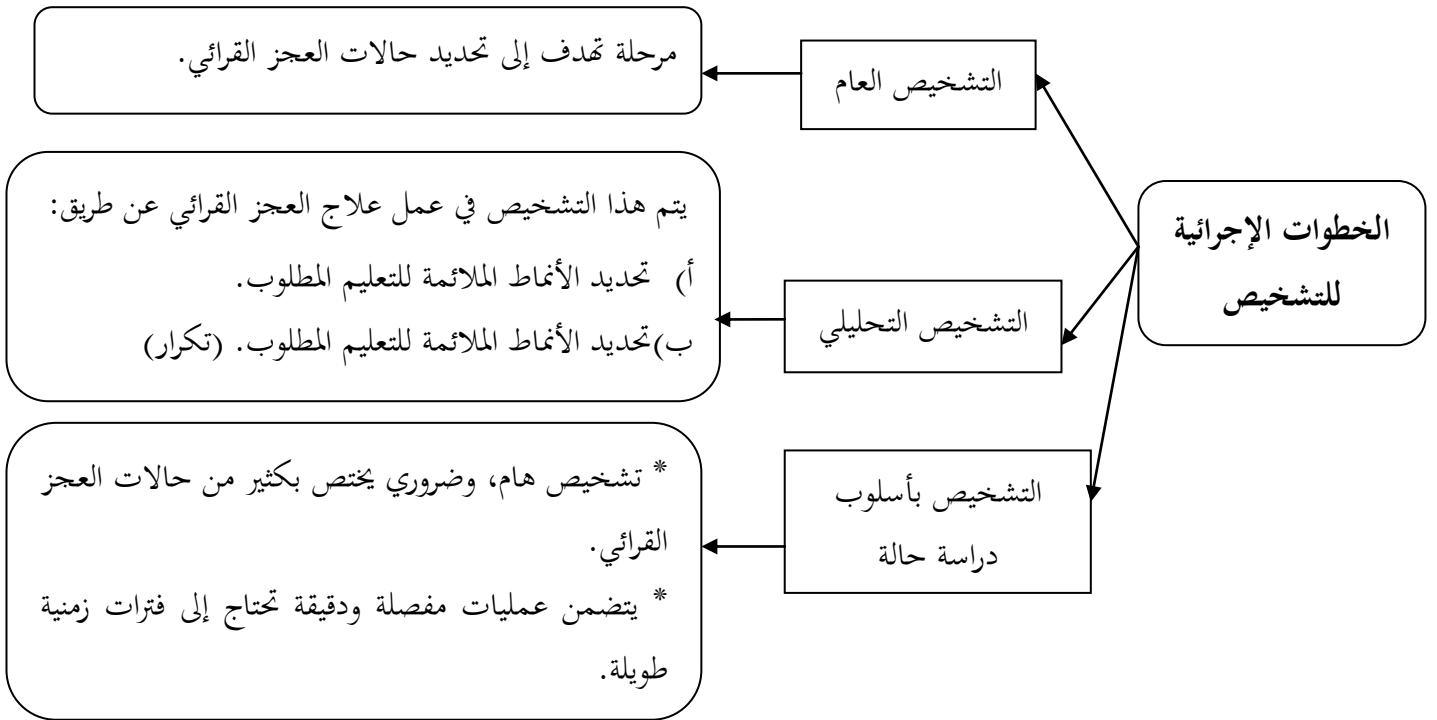 الخطوات الإجرائية
للتشخيص
التشخيص العام
مرحلة تهدف إلى تحديد حالات العجز القرائي.
التشخيص التحليلي
يتم هذا التشخيص في عمل علاج العجز القرائي عن طريق:
أ) تحديد الأنماط الملائمة للتعليم المطلوب.
ب)تحديد الأنماط الملائمة للتعليم المطلوب. (تكرار)
التشخيص بأسلوب
دراسة حالة
* تشخيص هام، وضروري يختص بكثير من حالات العجز
القرائي.
* يتضمن عمليات مفصلة ودقيقة تحتاج إلى فترات زمنية
طويلة.